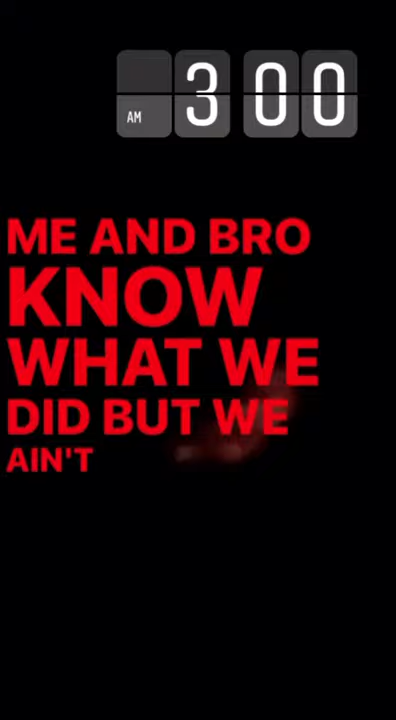 AM 3 00
ME AND BRO
KNOW
WHAT WE
DID BUT WE
AIN'T